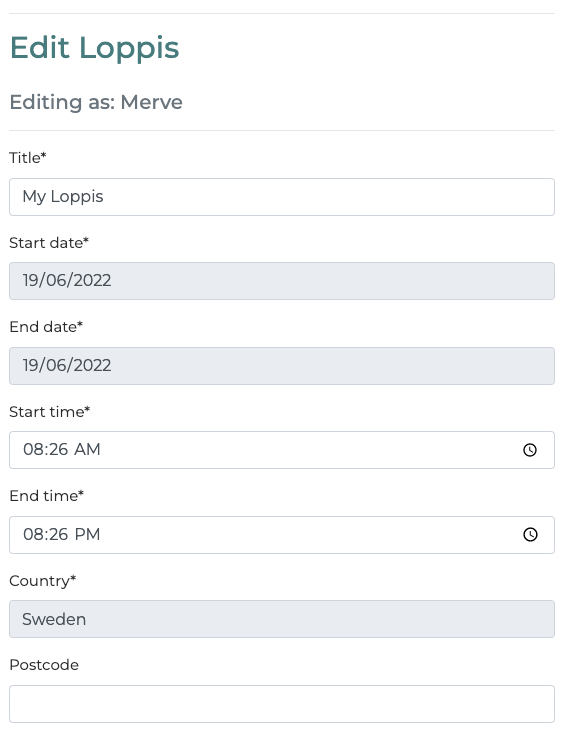 Edit Loppis
Editing as: Merve
Title*
My Loppis
Start date*
19/06/2022
End date*
19/06/2022
Start time*
08:26 AM
End time*
08:26 PM
Country*
Sweden
Postcode